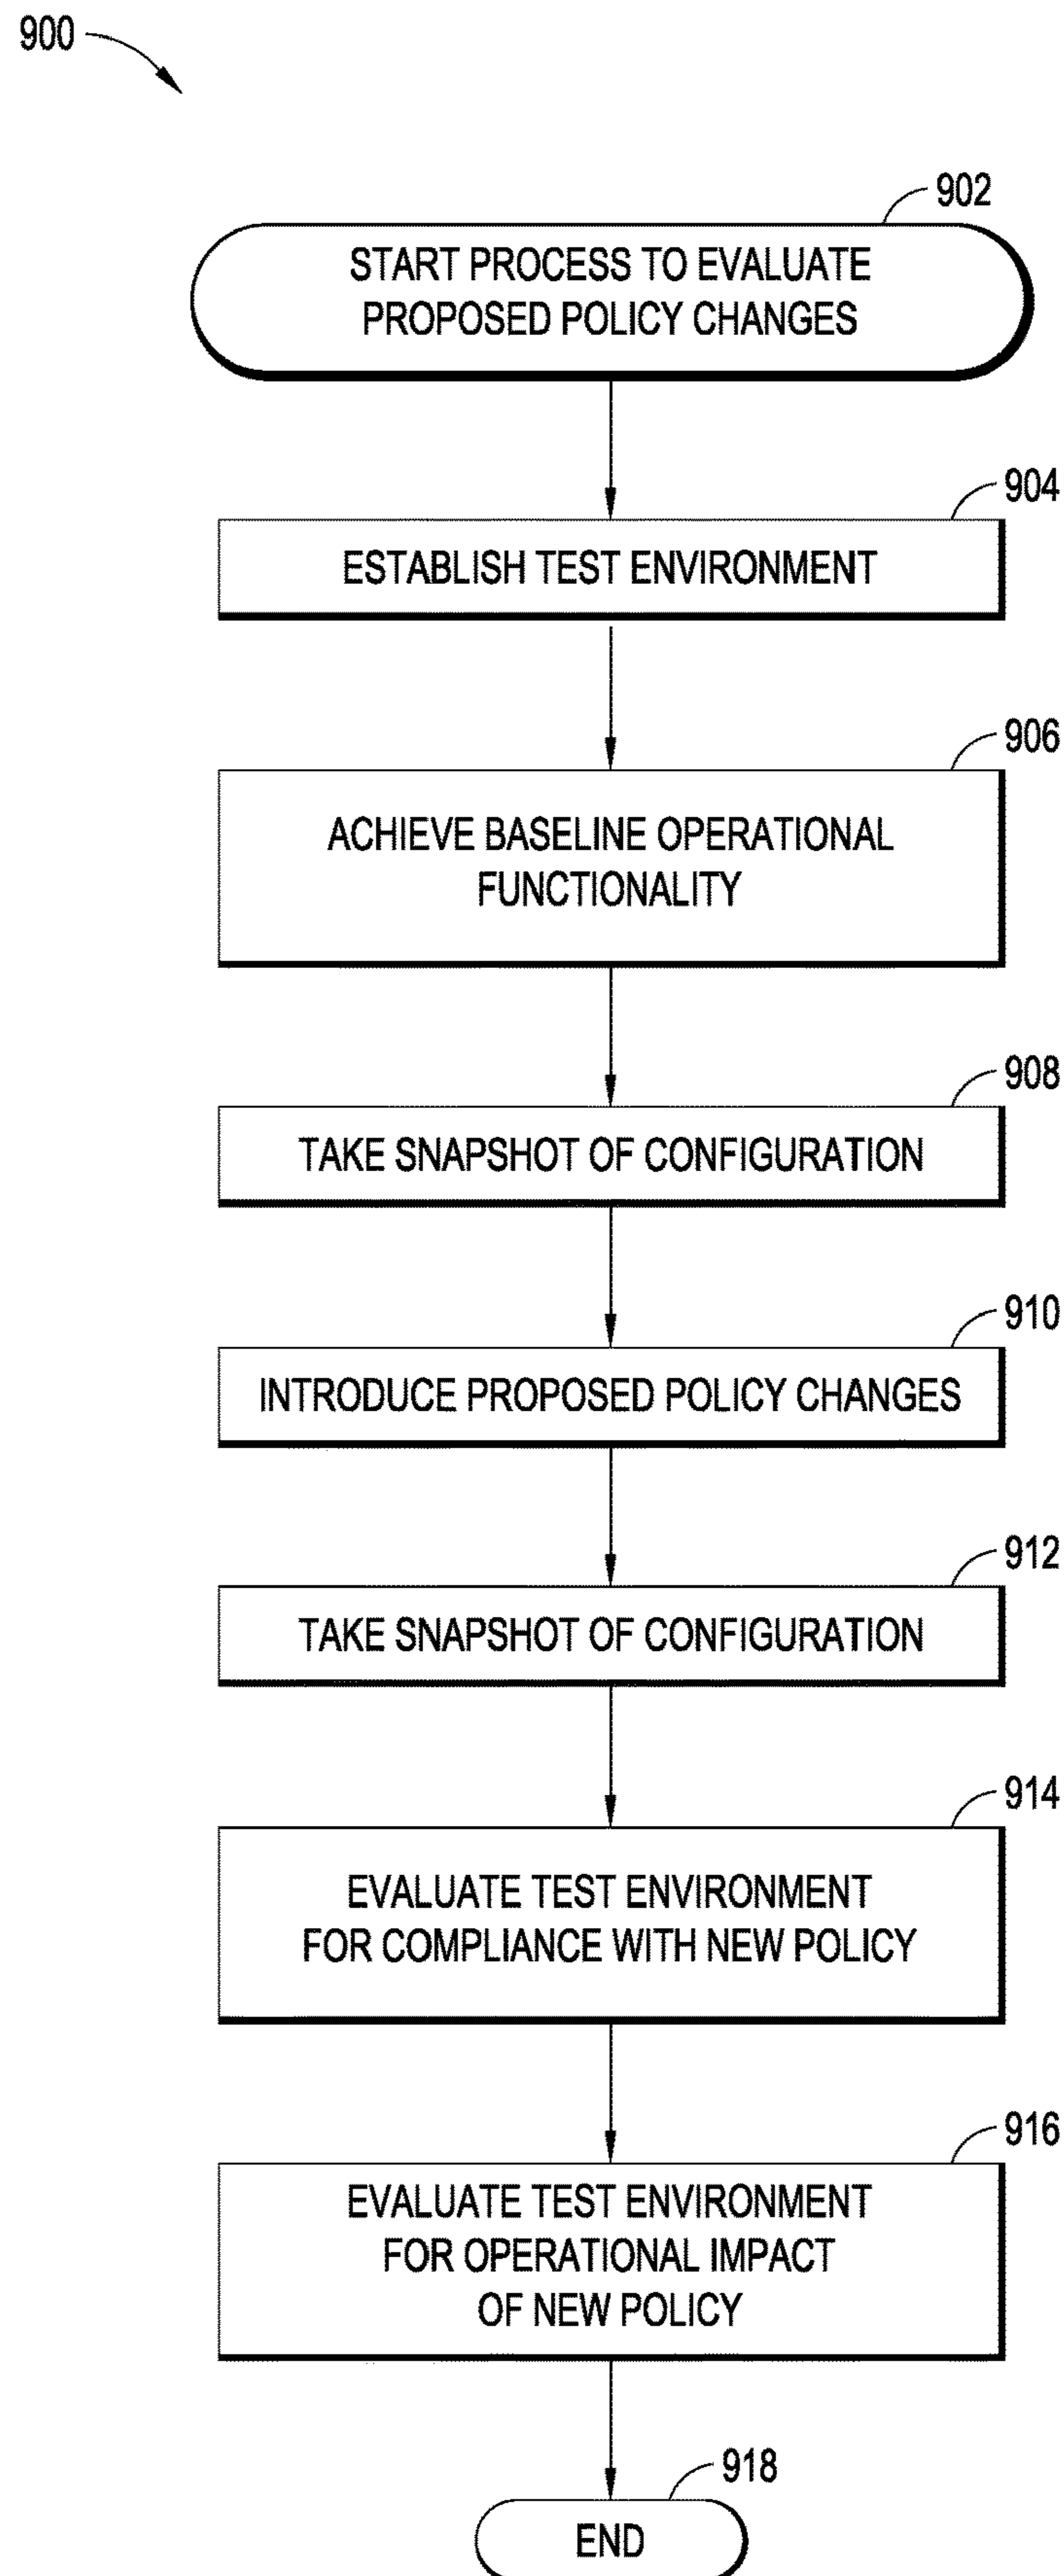 900
902
START PROCESS TO EVALUATE
PROPOSED POLICY CHANGES
904
ESTABLISH TEST ENVIRONMENT
906
ACHIEVE BASELINE OPERATIONAL
FUNCTIONALITY
908
TAKE SNAPSHOT OF CONFIGURATION
910
INTRODUCE PROPOSED POLICY CHANGES
912
TAKE SNAPSHOT OF CONFIGURATION
914
EVALUATE TEST ENVIRONMENT
FOR COMPLIANCE WITH NEW POLICY
916
EVALUATE TEST ENVIRONMENT
FOR OPERATIONAL IMPACT
OF NEW POLICY
918
END